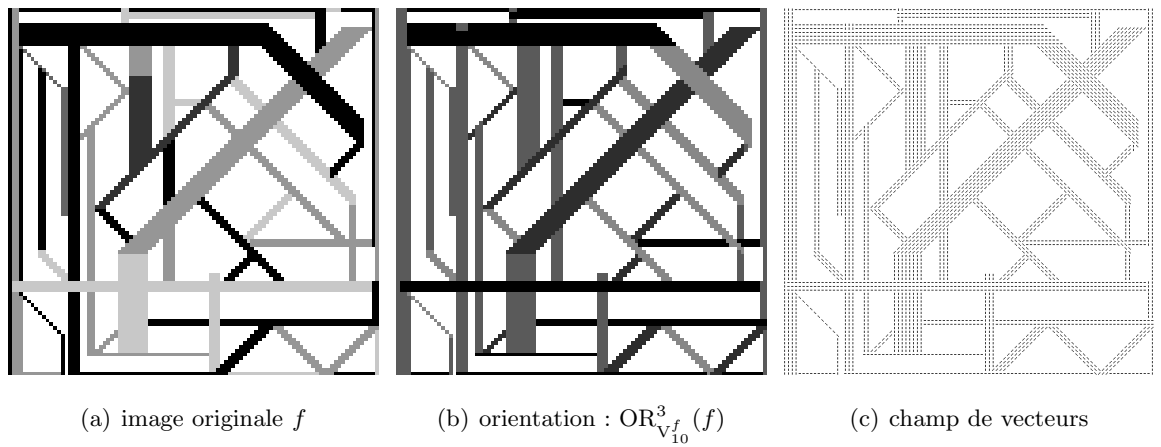 (a) image originale f
(b) orientation : OR³_{V^f_{10}}(f)
(c) champ de vecteurs